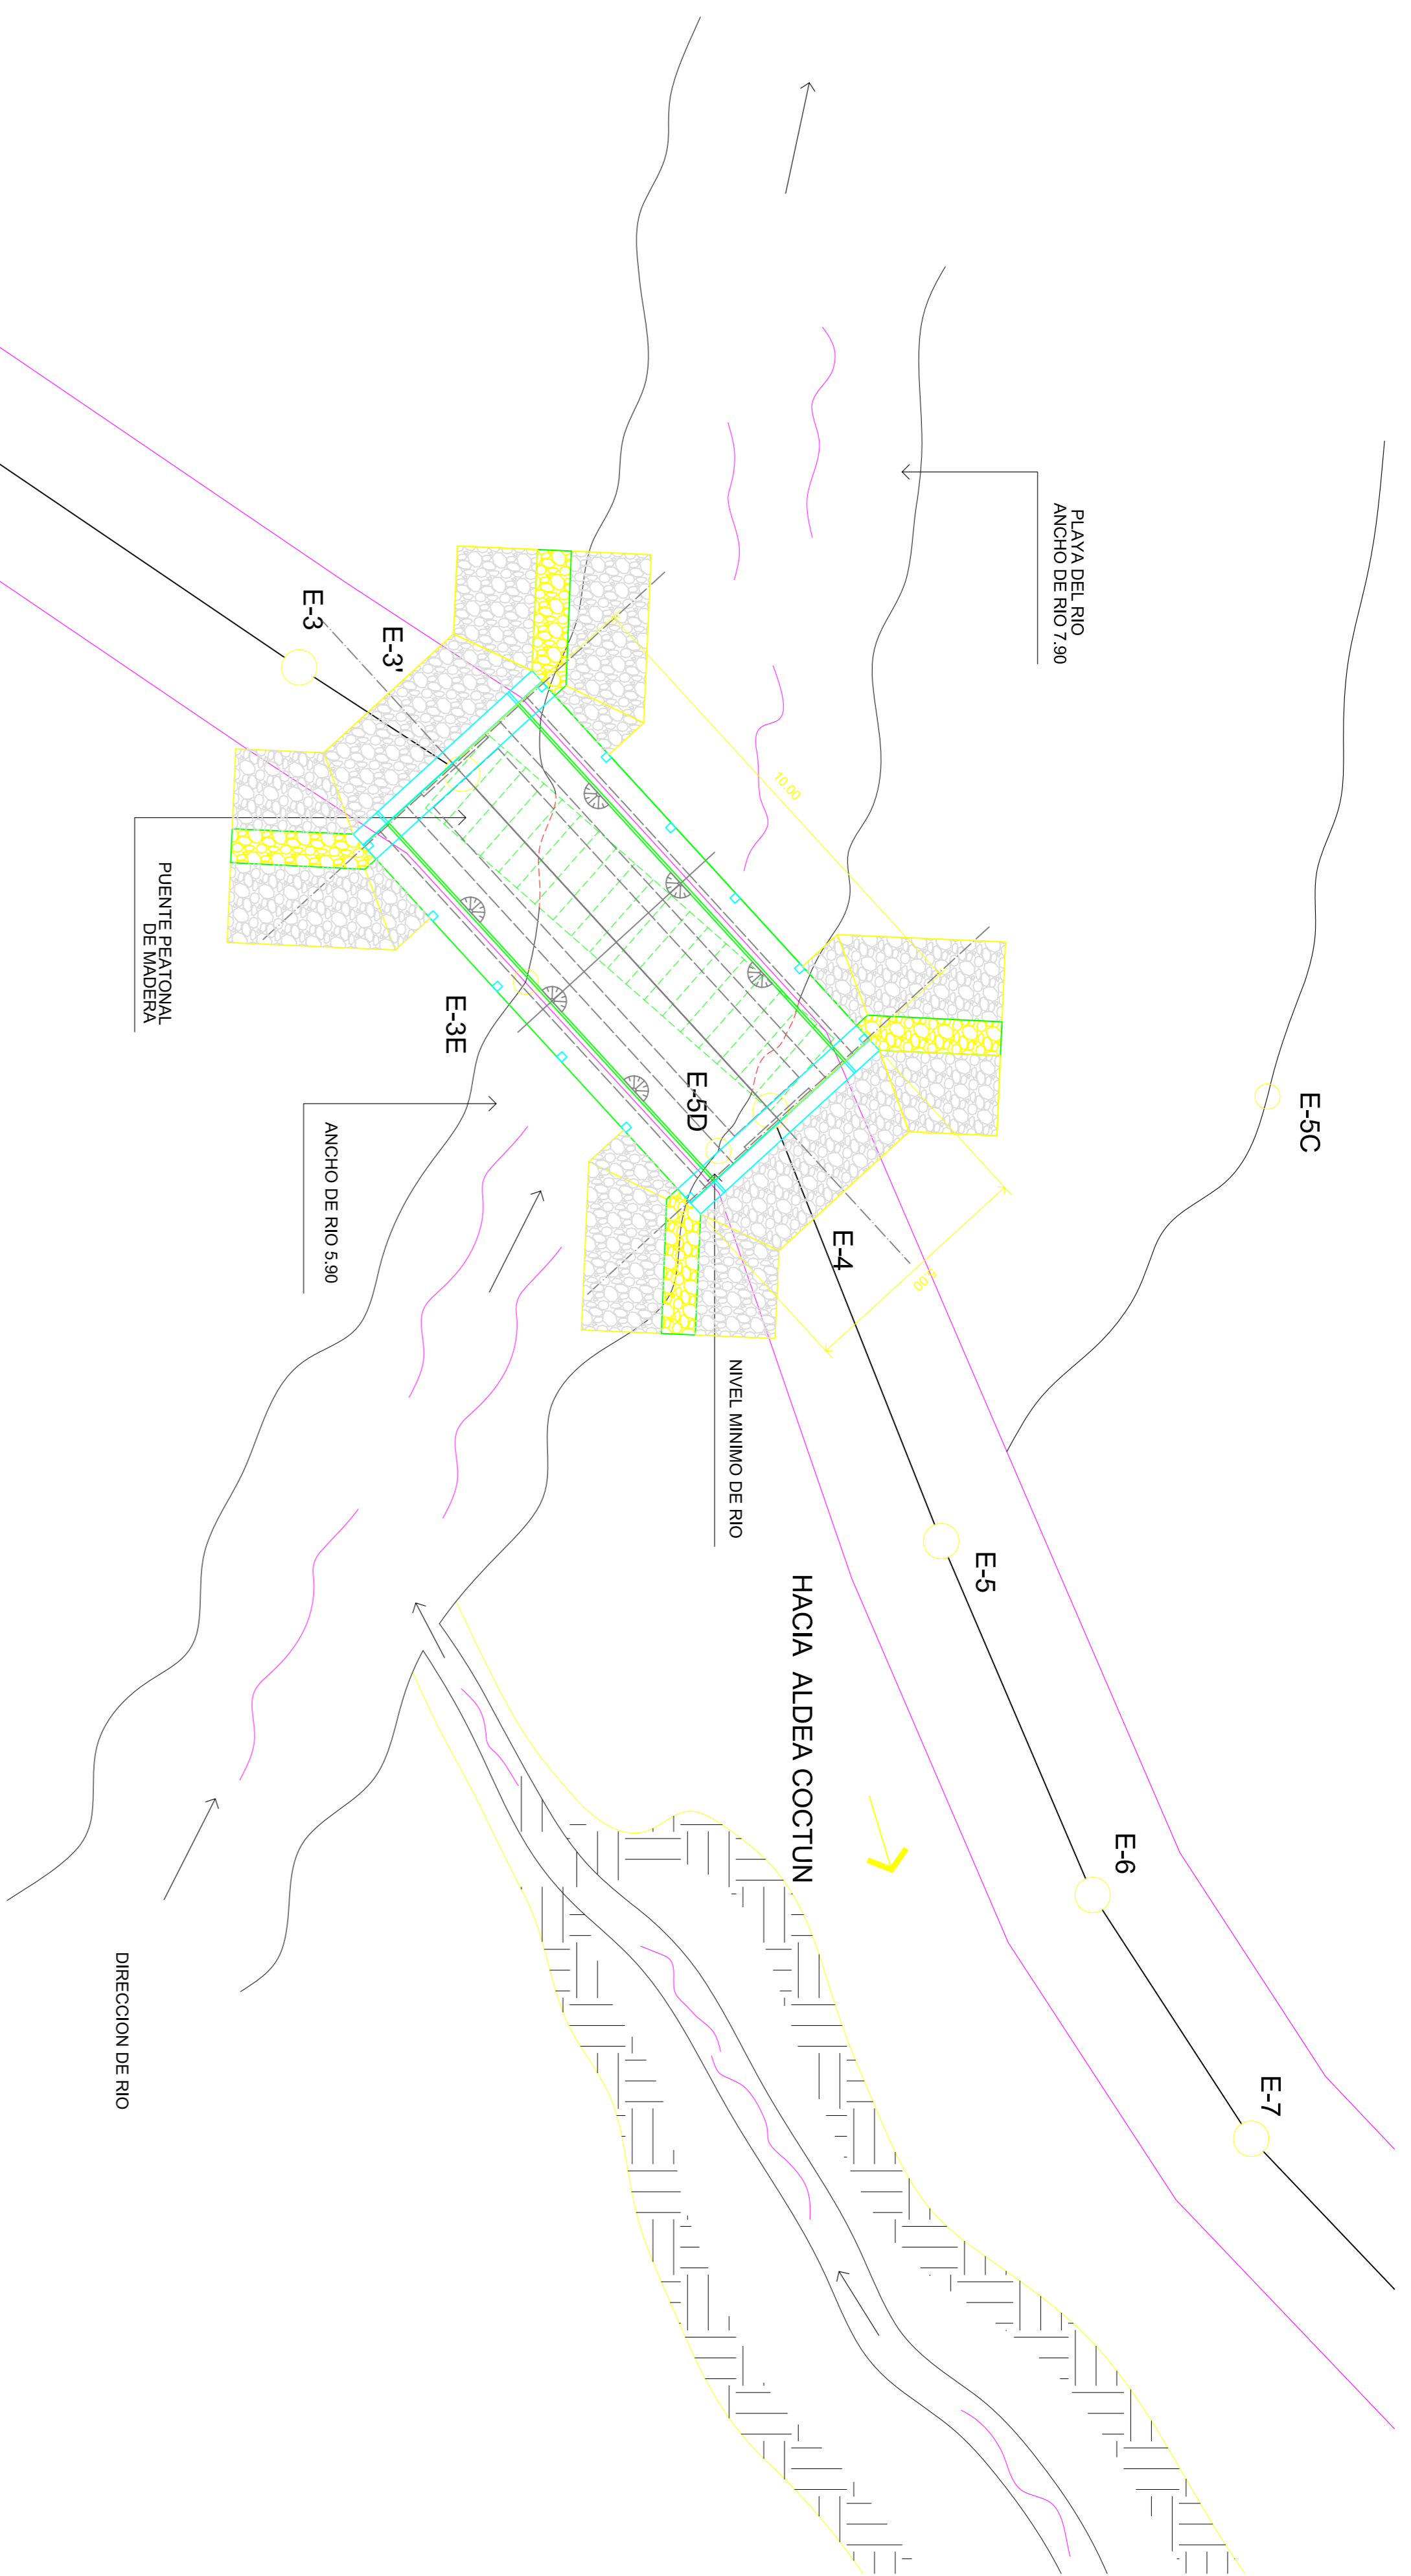 E-5C
PLAYA DEL RIO
ANCHO DE RIO 7.90
E-7
E-6
E-5
E-4
10.00
HACIA ALDEA COCTUN
NIVEL MINIMO DE RIO
E-5D
E-3E
E-3'
E-3
ANCHO DE RIO 5.90
PUENTE PEATONAL
DE MADERA
DIRECCION DE RIO